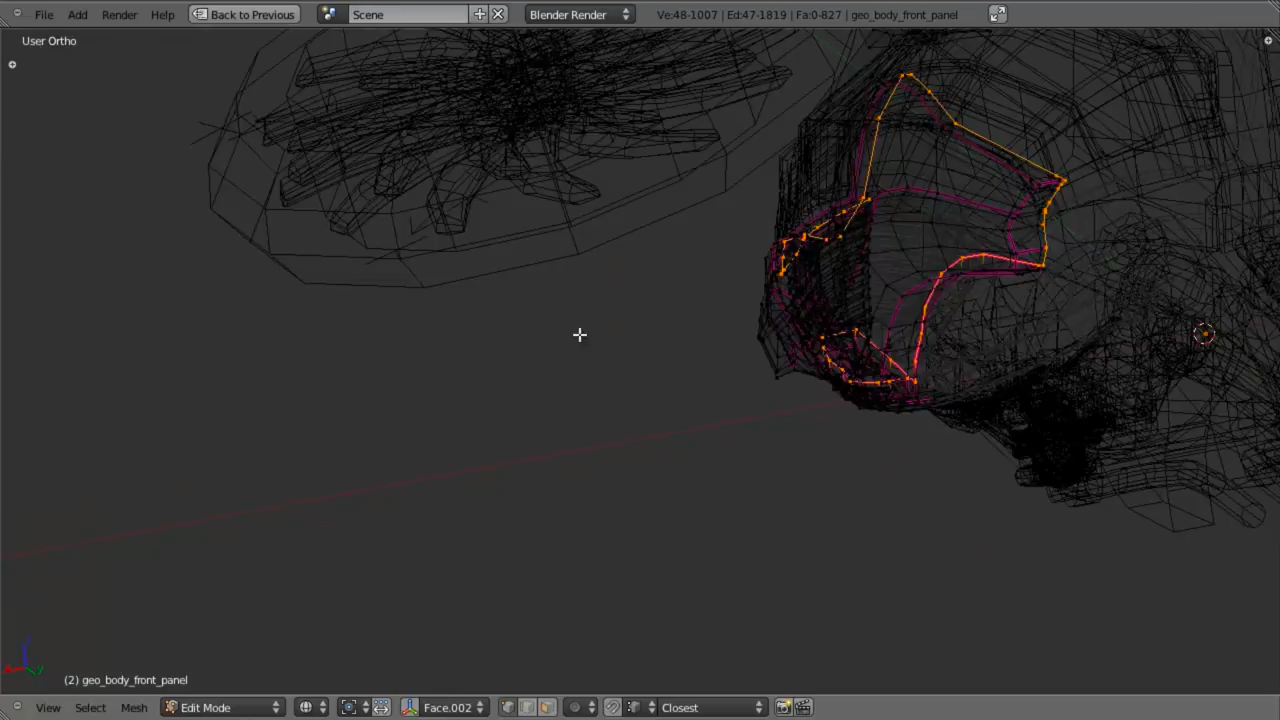 File Add Render Help Back to Previous Scene Blender Render Ve:48-1007 | Ed:47-1819 | Fa:0-827 | geo_body_front_panel
User Ortho
(2) geo_body_front_panel
View Select Mesh Edit Mode Face.002 Closest